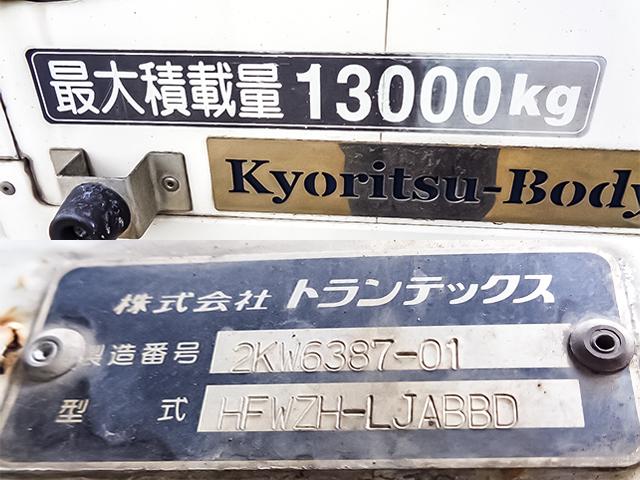 最大積載量 13000kg
Kyoritsu-Body
株式会社 トランテックス
製造番号 2KW6387-01
型式 HFWZH-LJABBD